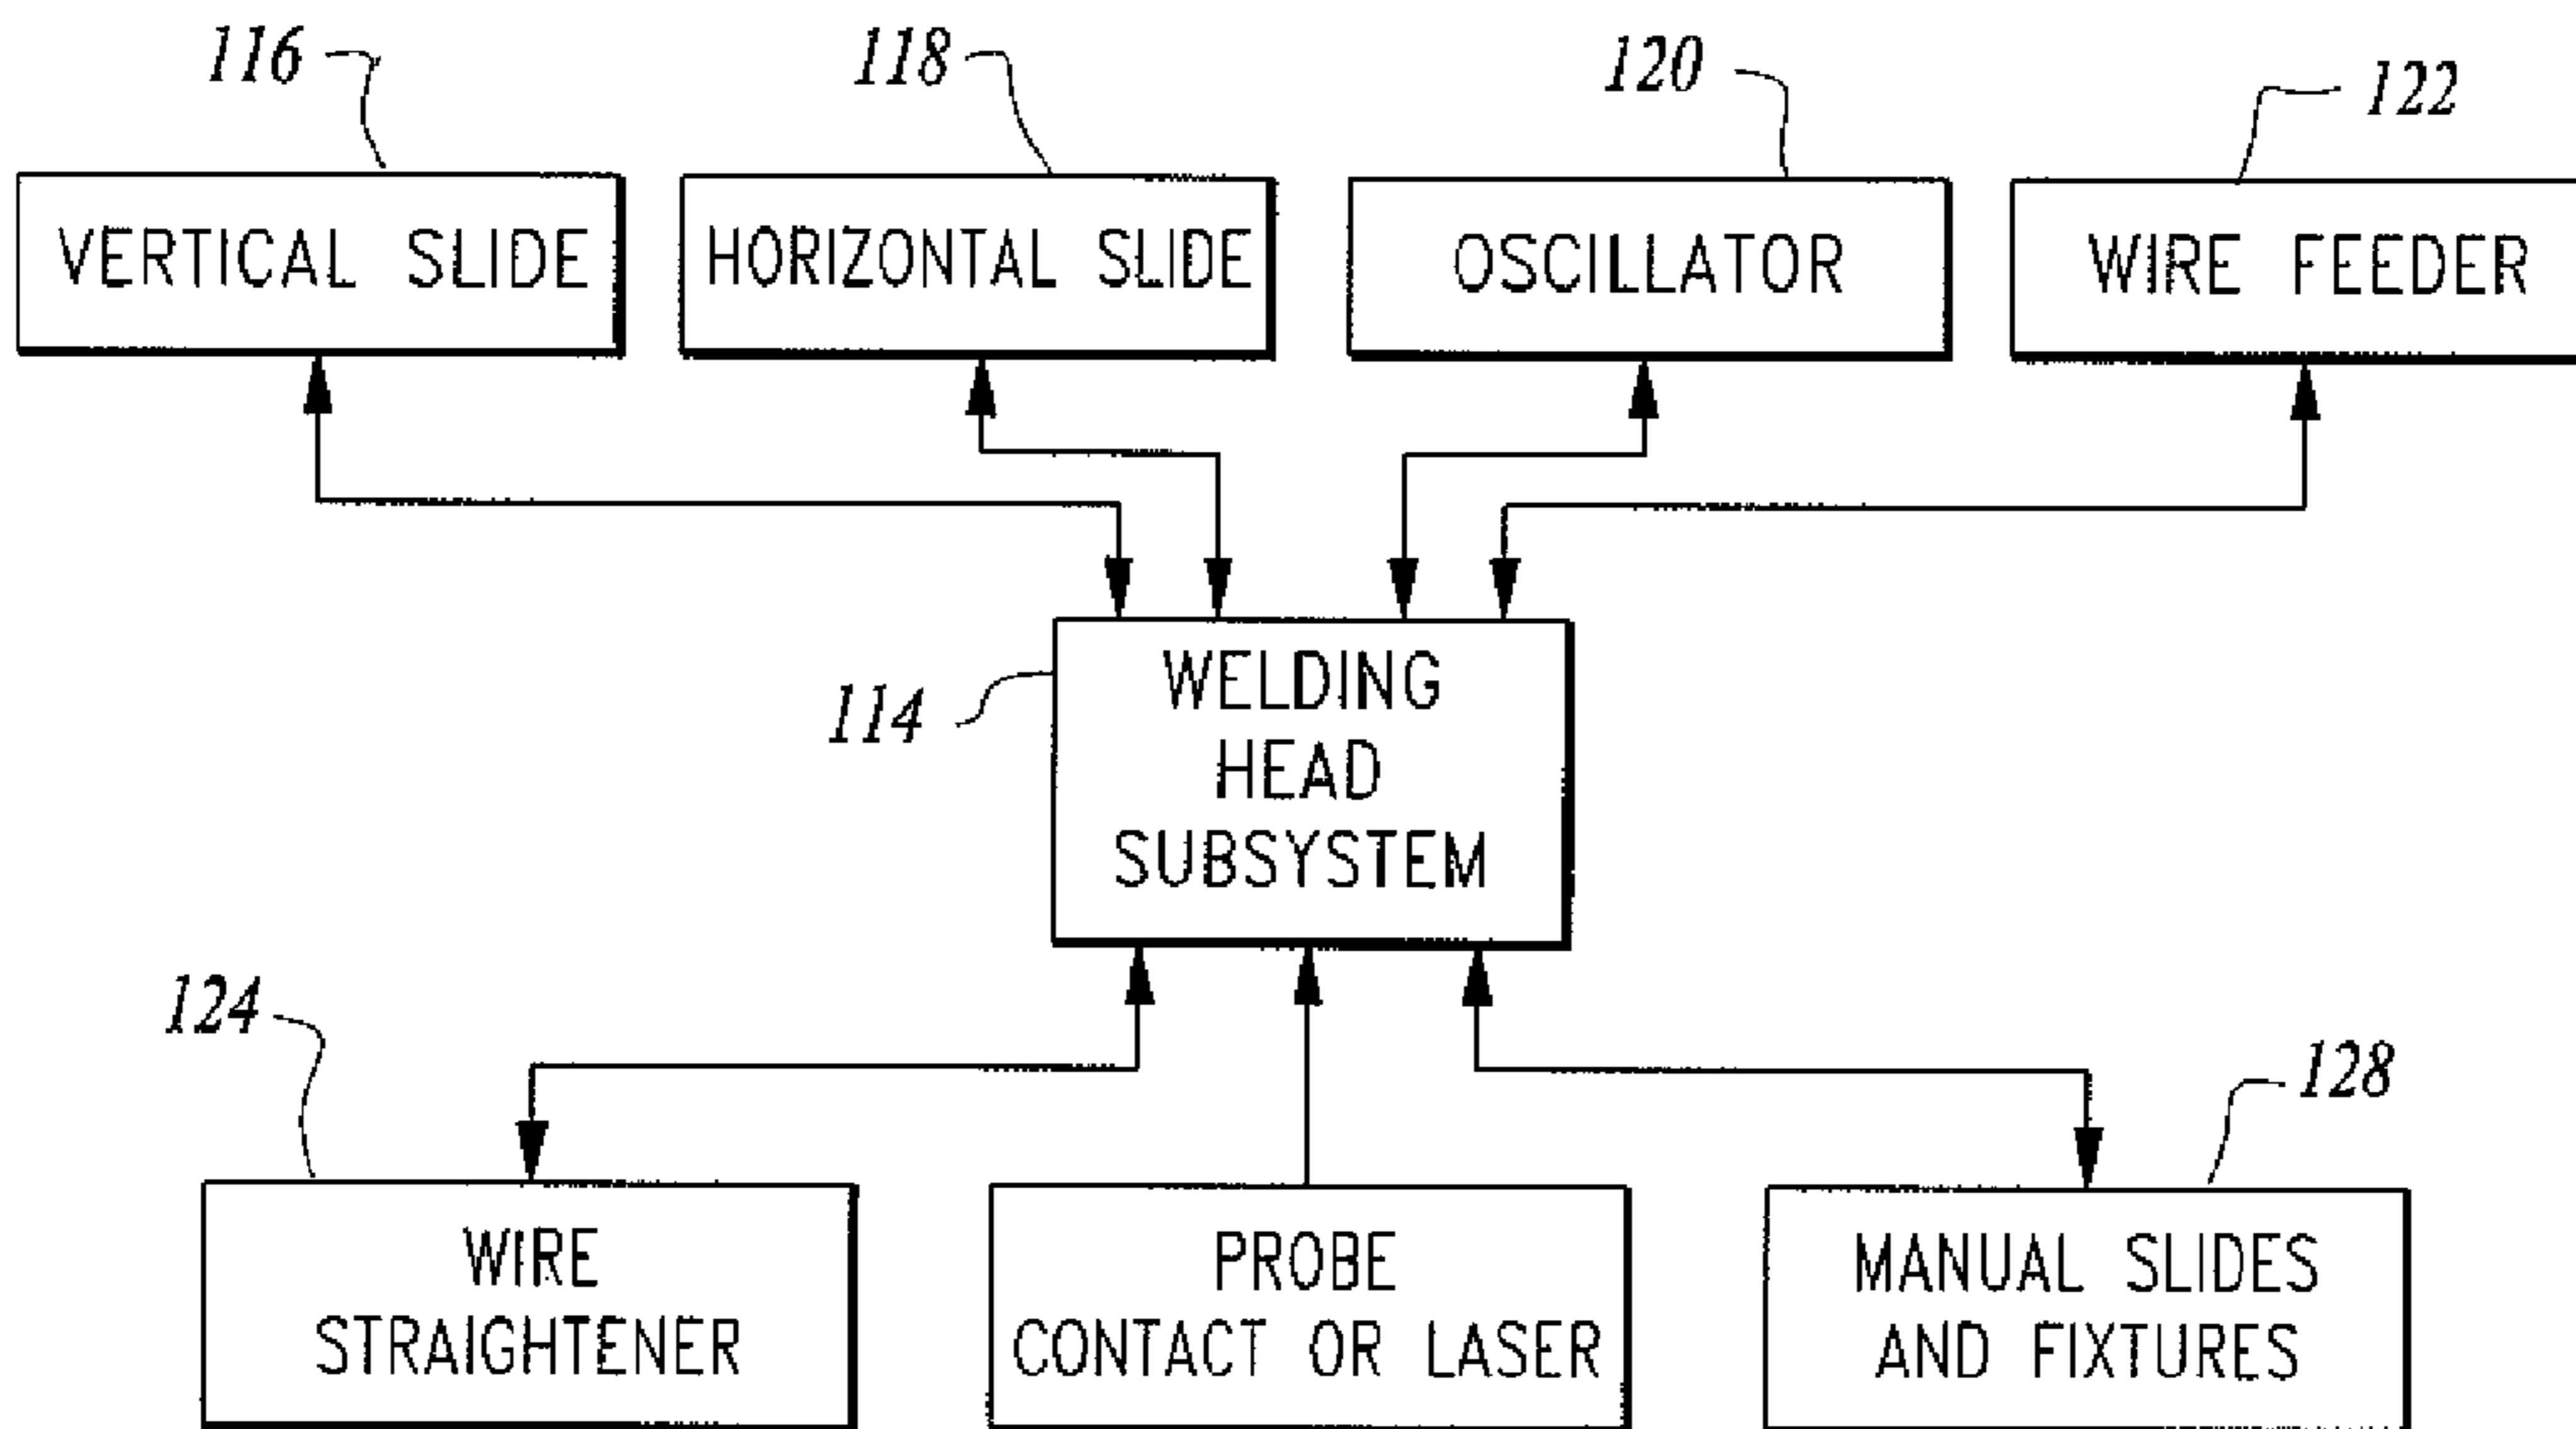 116
118
120
122
VERTICAL SLIDE
HORIZONTAL SLIDE
OSCILLATOR
WIRE FEEDER
114
WELDING
HEAD
SUBSYSTEM
124
128
WIRE
STRAIGHTENER
PROBE
CONTACT OR LASER
MANUAL SLIDES
AND FIXTURES